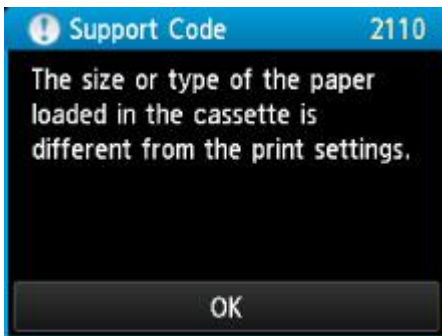 Support Code 2110
The size or type of the paper
loaded in the cassette is
different from the print settings.
OK